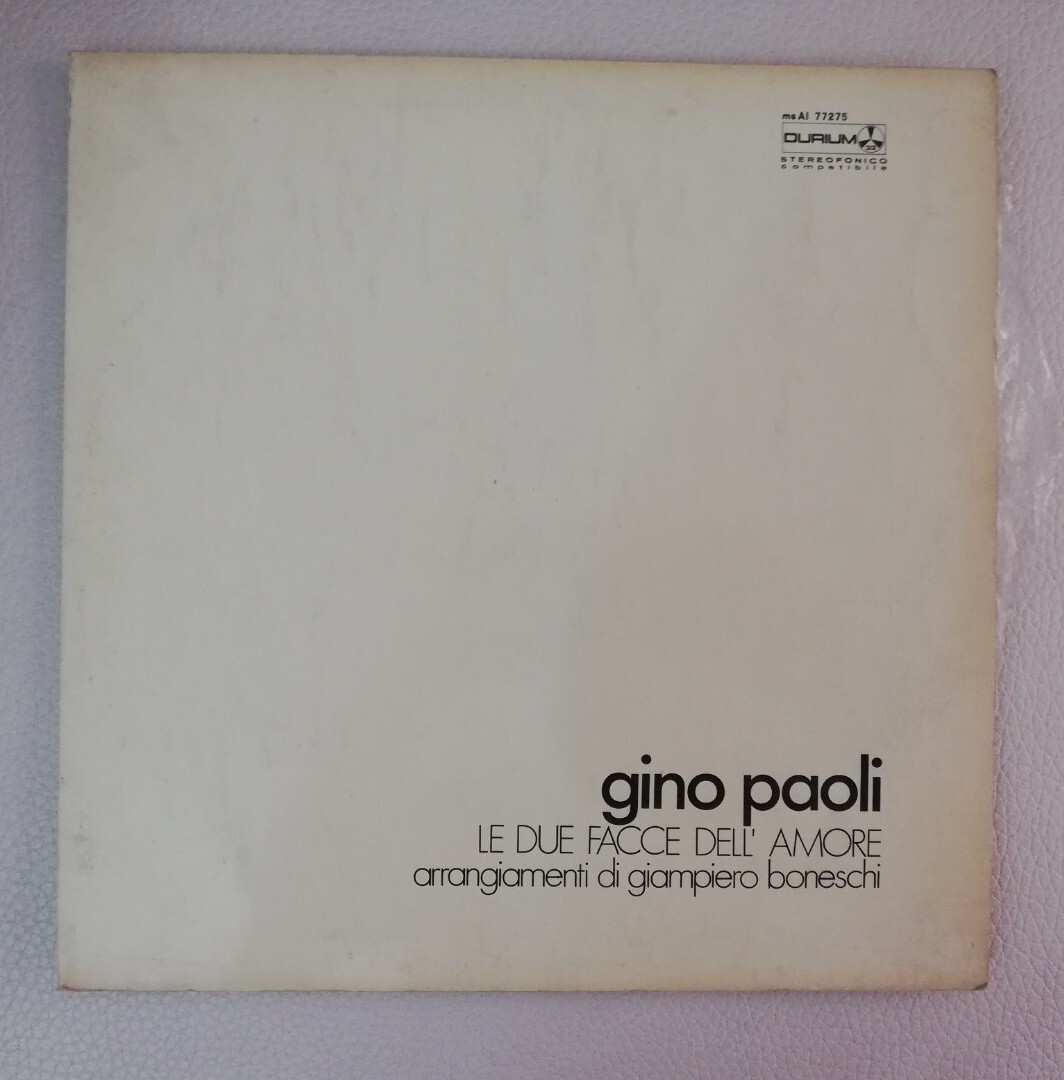 ms AI 77275
DURIUM 33
STEREOFONICO
compatibile
gino paoli
LE DUE FACCE DELL' AMORE
arrangiamenti di giampiero boneschi